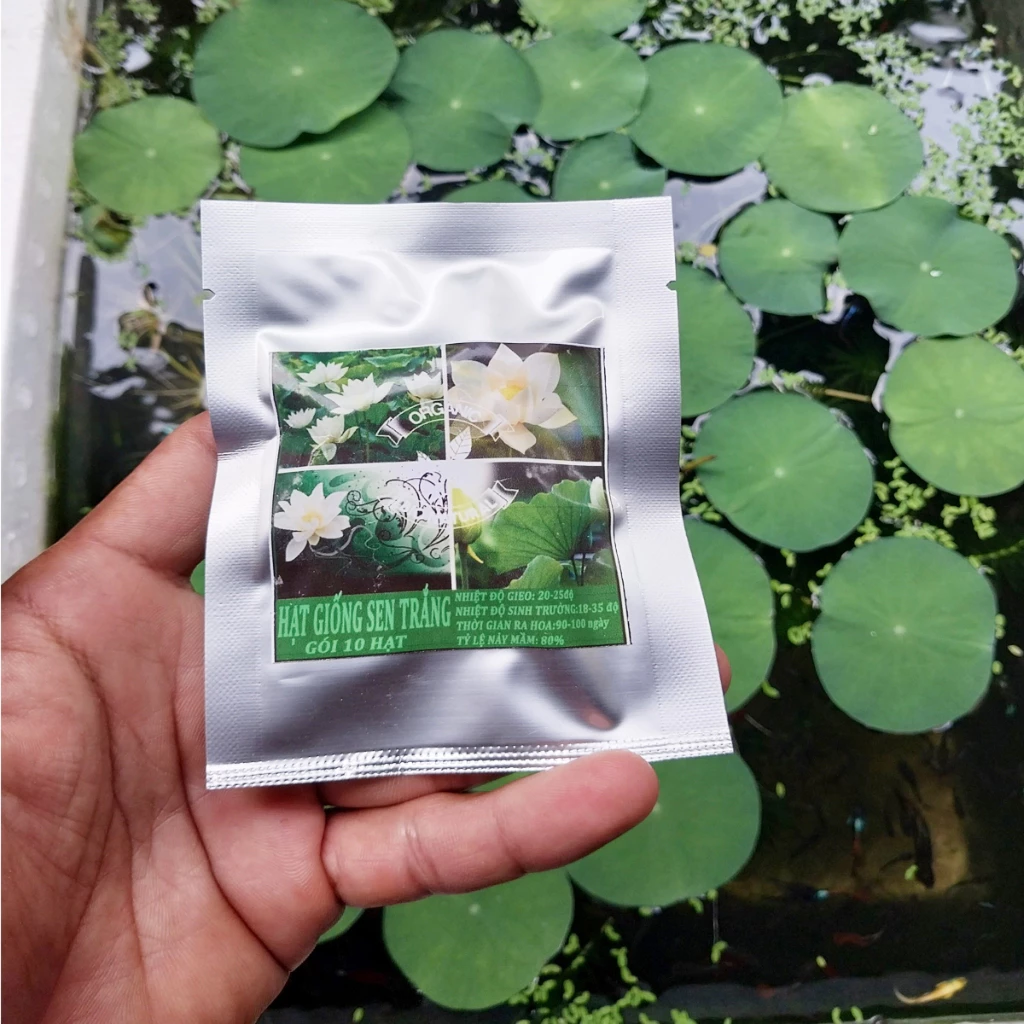 ORGANIC
HẠT GIỐNG SEN TRẮNG
GÓI 10 HẠT
NHIỆT ĐỘ GIEO: 20-25độ
NHIỆT ĐỘ SINH TRƯỞNG:18-35 độ
THỜI GIAN RA HOA:90-100 ngày
TỶ LỆ NẢY MẦM: 80%